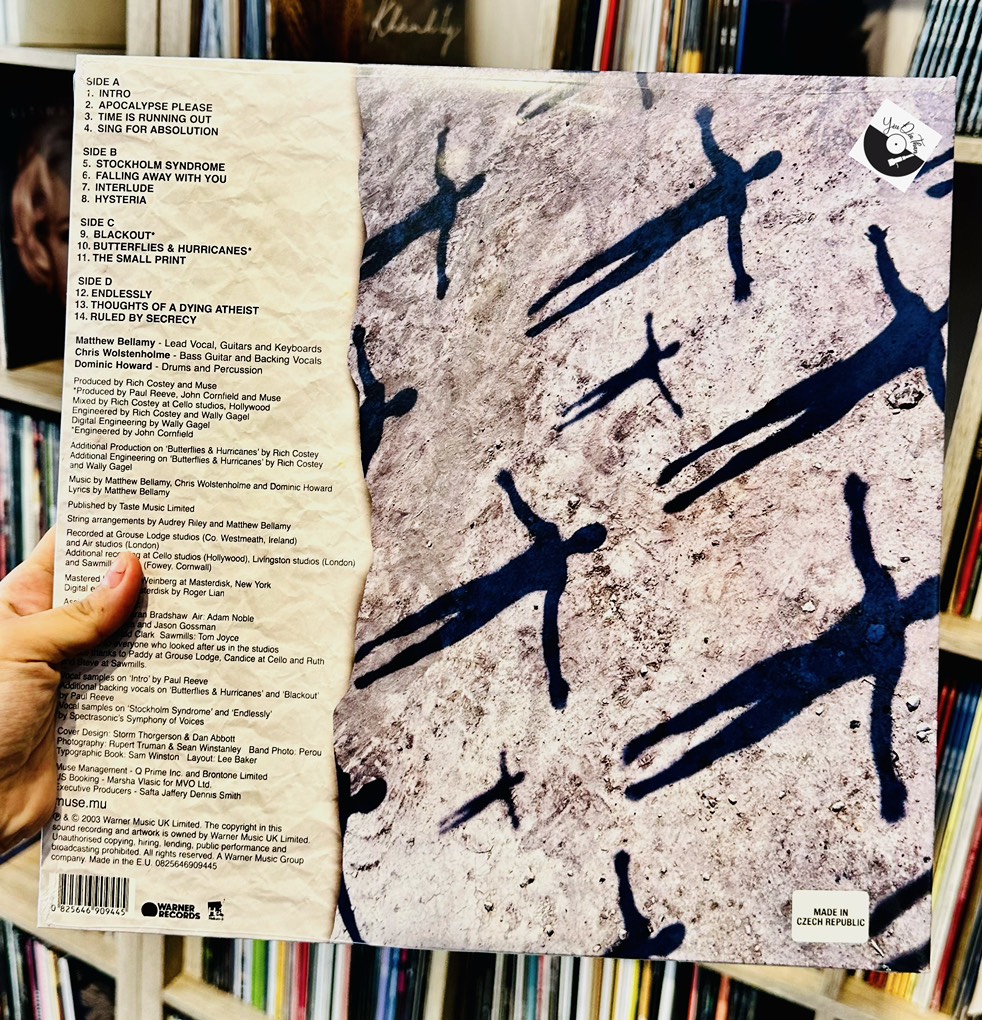 SIDE A
1. INTRO
2. APOCALYPSE PLEASE
3. TIME IS RUNNING OUT
4. SING FOR ABSOLUTION
SIDE B
5. STOCKHOLM SYNDROME
6. FALLING AWAY WITH YOU
7. INTERLUDE
8. HYSTERIA
SIDE C
9. BLACKOUT*
10. BUTTERFLIES & HURRICANES*
11. THE SMALL PRINT
SIDE D
12. ENDLESSLY
13. THOUGHTS OF A DYING ATHEIST
14. RULED BY SECRECY
Matthew Bellamy - Lead Vocal, Guitars and Keyboards
Chris Wolstenholme - Bass Guitar and Backing Vocals
Dominic Howard - Drums and Percussion
Produced by Rich Costey and Muse
*Produced by Paul Reeve, John Cornfield and Muse
Mixed by Rich Costey at Cello studios, Hollywood
Engineered by Rich Costey and Wally Gagel
Digital Engineering by Wally Gagel
*Engineered by John Cornfield
Additional Production on 'Butterflies & Hurricanes' by Rich Costey
Additional Engineering on 'Butterflies & Hurricanes' by Rich Costey
and Wally Gagel
Music by Matthew Bellamy, Chris Wolstenholme and Dominic Howard
Lyrics by Matthew Bellamy
Published by Taste Music Limited
String arrangements by Audrey Riley and Matthew Bellamy
Recorded at Grouse Lodge studios (Co. Westmeath, Ireland)
and Air studios (London)
Additional at Cello studios (Hollywood), Livingston studios (London)
and (Fowey, Cornwall)
Mastered Weinberg at Masterdisk, New York
Digital by Roger Lian
Bradshaw Air: Adam Noble
and Jason Gossman
Clark Sawmills: Tom Joyce
everyone who looked after us in the studios
to Paddy at Grouse Lodge, Candice at Cello and Ruth
at Sawmills.
samples on 'Intro' by Paul Reeve
Additional backing vocals on 'Butterflies & Hurricanes' and 'Blackout'
by Paul Reeve
Vocal samples on 'Stockholm Syndrome' and 'Endlessly'
by Spectrasonic's Symphony of Voices
Cover Design: Storm Thorgerson & Dan Abbott
Photography: Rupert Truman & Sean Winstanley Band Photo: Perou
Typographic Book: Sam Winston Layout: Lee Baker
Muse Management - Q Prime Inc. and Brontone Limited
US Booking - Marsha Vlasic for MVO Ltd.
Executive Producers - Safta Jaffery Dennis Smith
muse.mu
℗ & © 2003 Warner Music UK Limited. The copyright in this
sound recording and artwork is owned by Warner Music UK Limited.
Unauthorised copying, hiring, lending, public performance and
broadcasting prohibited. All rights reserved. A Warner Music Group
company. Made in the E.U. 0825646909445
0 825646 909445
WARNER
RECORDS
MADE IN
CZECH REPUBLIC